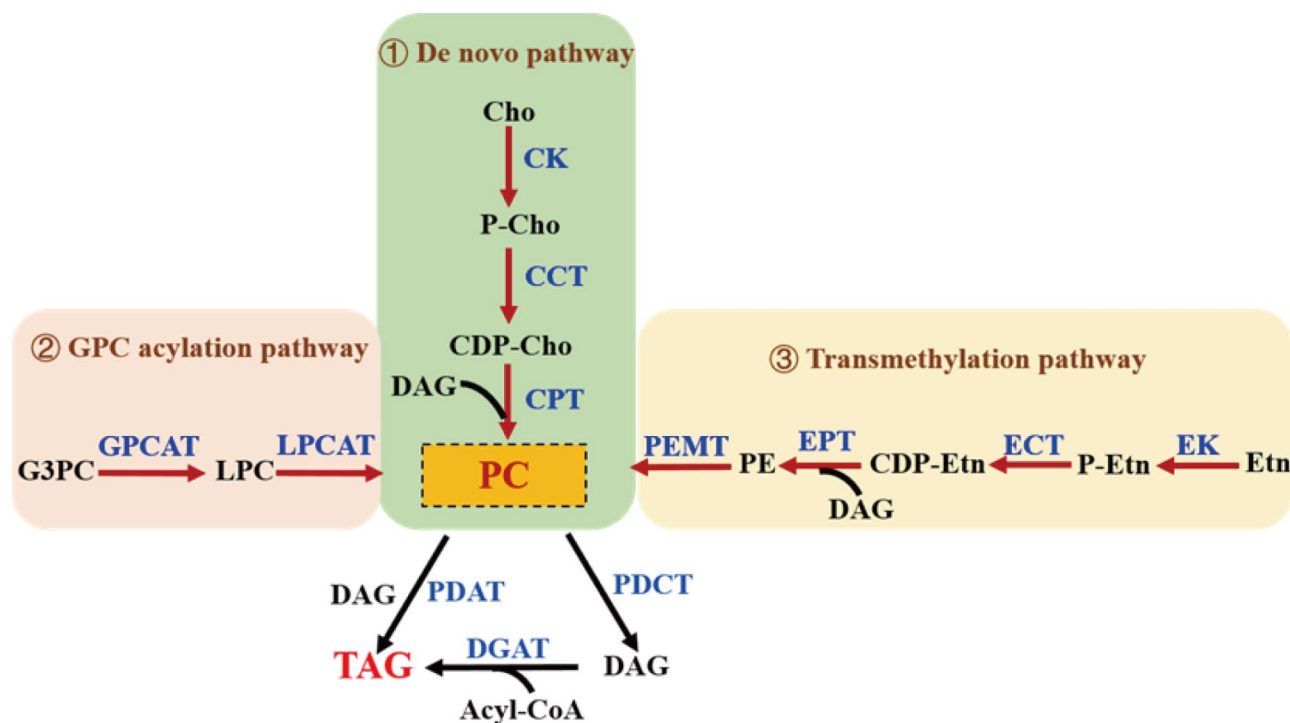 ① De novo pathway
Cho
CK
P-Cho
CCT
CDP-Cho
DAG
CPT
PC
② GPC acylation pathway
GPCAT
LPCAT
G3PC
LPC
③ Transmethylation pathway
PEMT
EPT
ECT
EK
PE
CDP-Etn
P-Etn
Etn
DAG
DAG
PDAT
PDCT
TAG
DGAT
DAG
Acyl-CoA